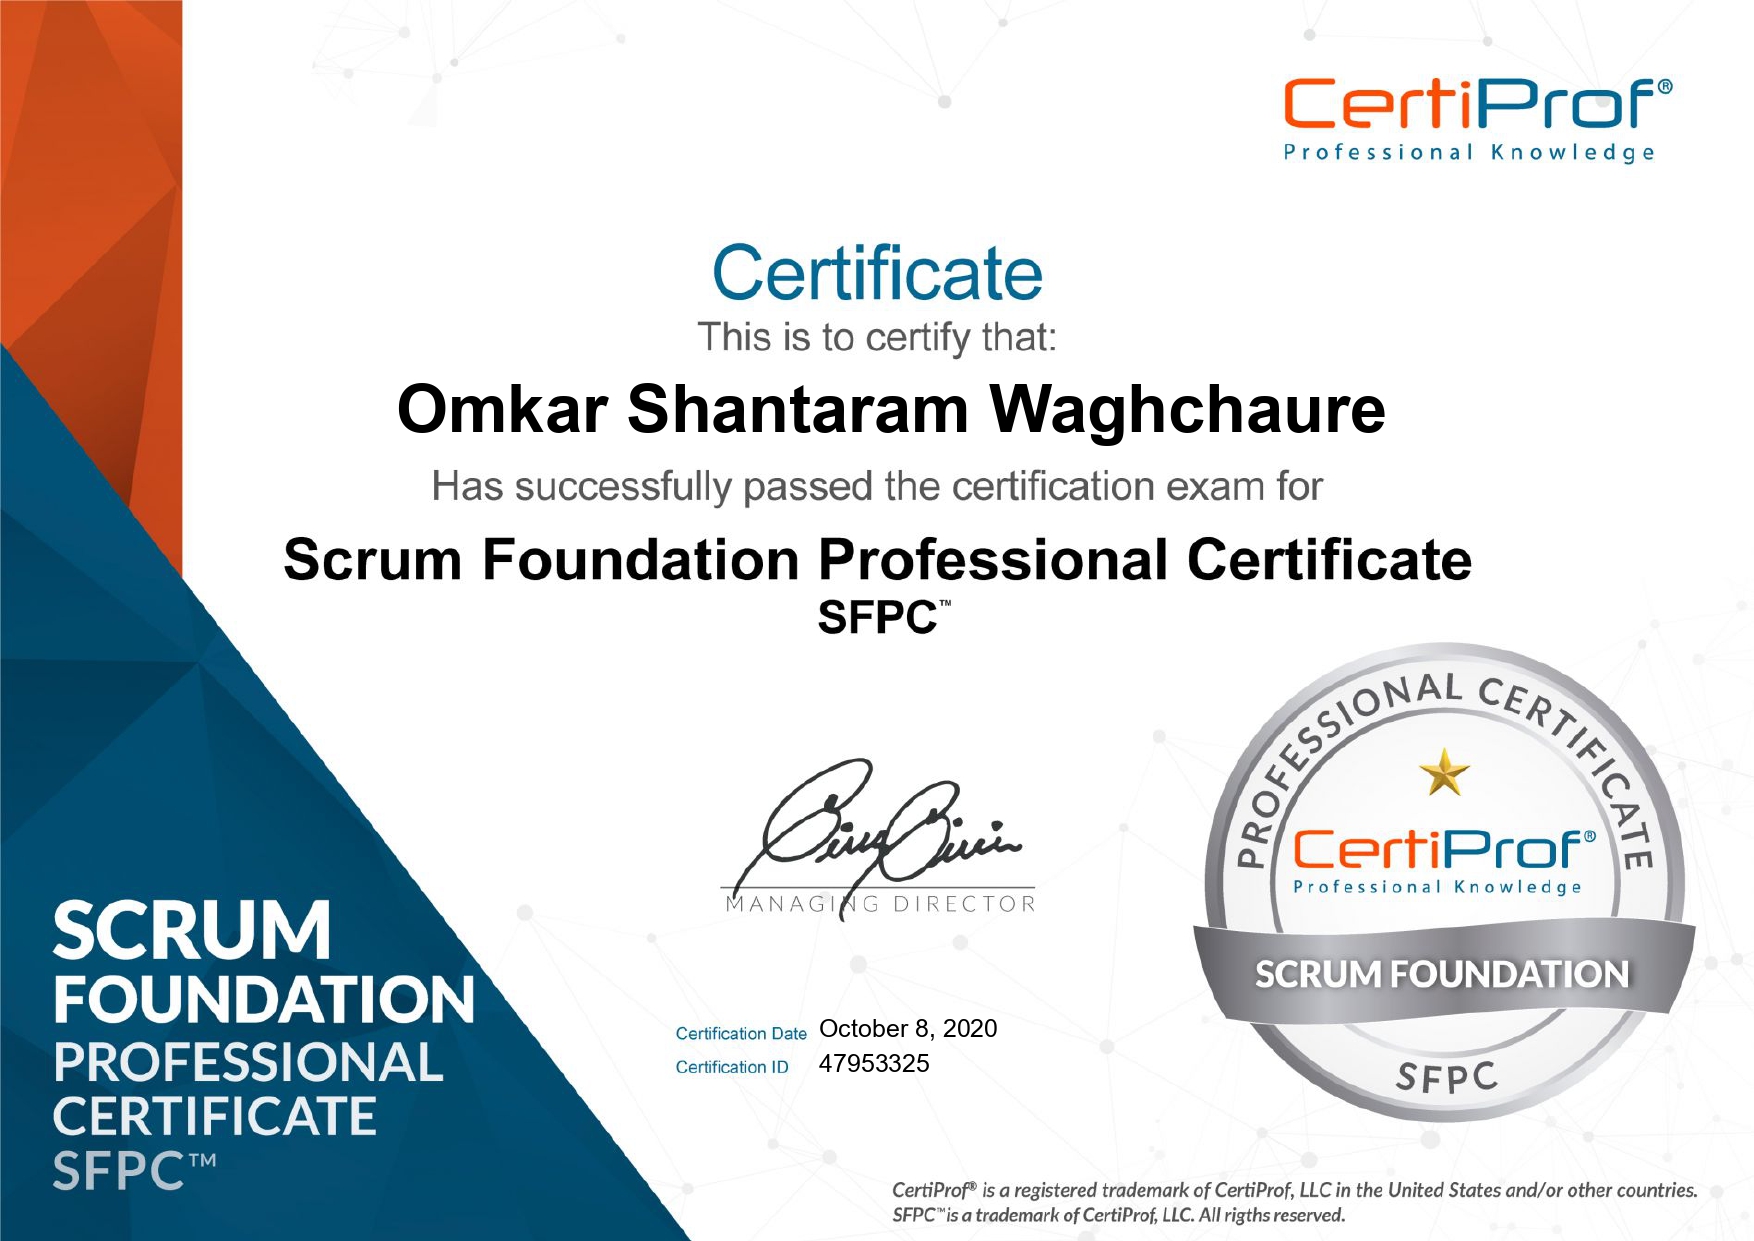 CertiProf®
Professional Knowledge
Certificate
This is to certify that:
Omkar Shantaram Waghchaure
Has successfully passed the certification exam for
Scrum Foundation Professional Certificate
SFPC™
MANAGING DIRECTOR
Certification Date October 8, 2020
Certification ID 47953325
SCRUM
FOUNDATION
PROFESSIONAL
CERTIFICATE
SFPC™
PROFESSIONAL CERTIFICATE
CertiProf®
Professional Knowledge
SCRUM FOUNDATION
SFPC
CertiProf® is a registered trademark of CertiProf, LLC in the United States and/or other countries.
SFPC™ is a trademark of CertiProf, LLC. All rigths reserved.